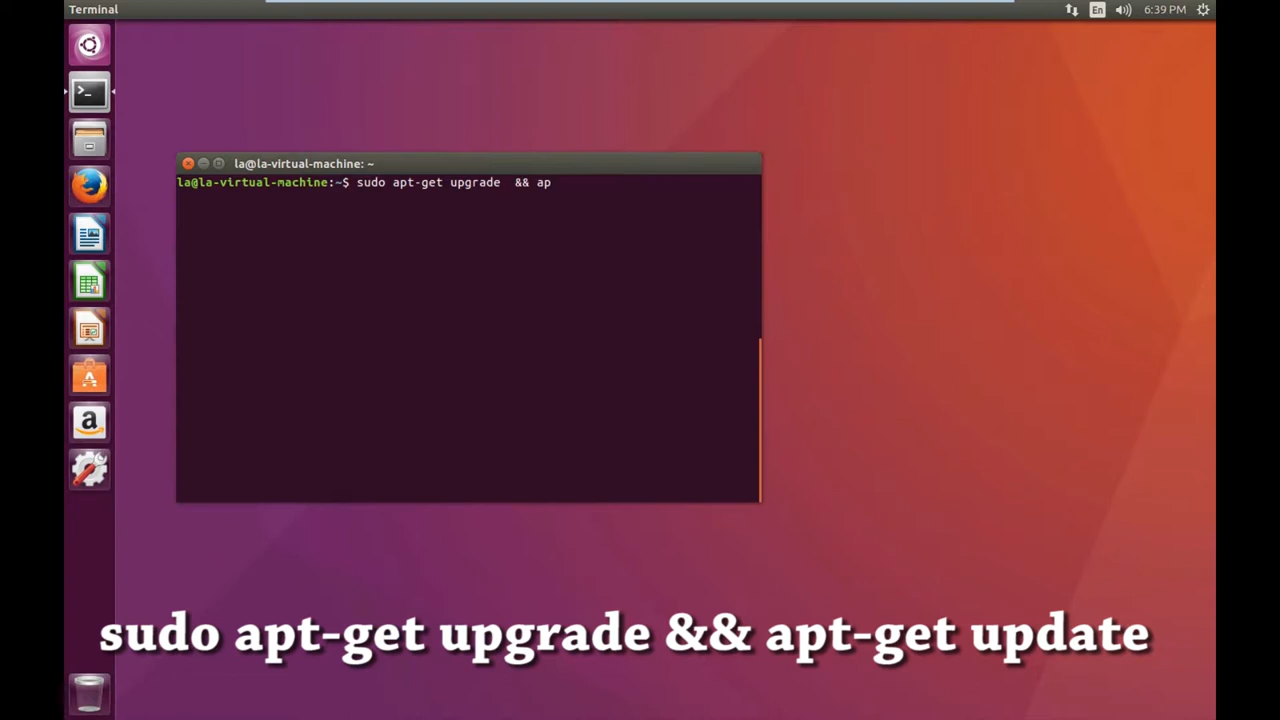 Terminal
En
6:39 PM
la@la-virtual-machine: ~
la@la-virtual-machine:~$ sudo apt-get upgrade  && ap
a
sudo apt-get upgrade && apt-get update